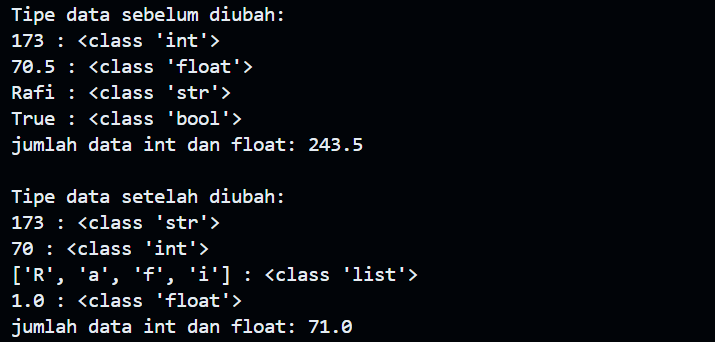 Tipe data sebelum diubah:
173 : <class 'int'>
70.5 : <class 'float'>
Rafi : <class 'str'>
True : <class 'bool'>
jumlah data int dan float: 243.5
Tipe data setelah diubah:
173 : <class 'str'>
70 : <class 'int'>
['R', 'a', 'f', 'i'] : <class 'list'>
1.0 : <class 'float'>
jumlah data int dan float: 71.0